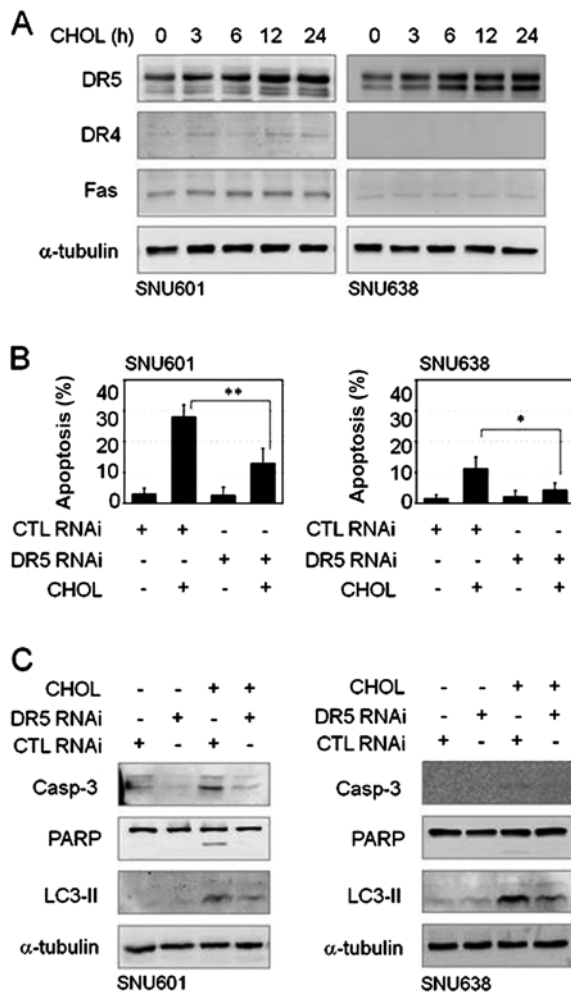 A
CHOL (h) 0 3 6 12 24 0 3 6 12 24
DR5
DR4
Fas
α-tubulin
SNU601 SNU638
B
SNU601 SNU638
Apoptosis (%) Apoptosis (%)
40 40
30 30
20 20
10 10
0 0
CTL RNAi + + - - CTL RNAi + + - -
DR5 RNAi - - + + DR5 RNAi - - + +
CHOL - + - + CHOL - + - +
** *
C
CHOL - - + + CHOL - - + +
DR5 RNAi - + - + DR5 RNAi - + - +
CTL RNAi + - + - CTL RNAi + - + -
Casp-3 Casp-3
PARP PARP
LC3-II LC3-II
α-tubulin α-tubulin
SNU601 SNU638